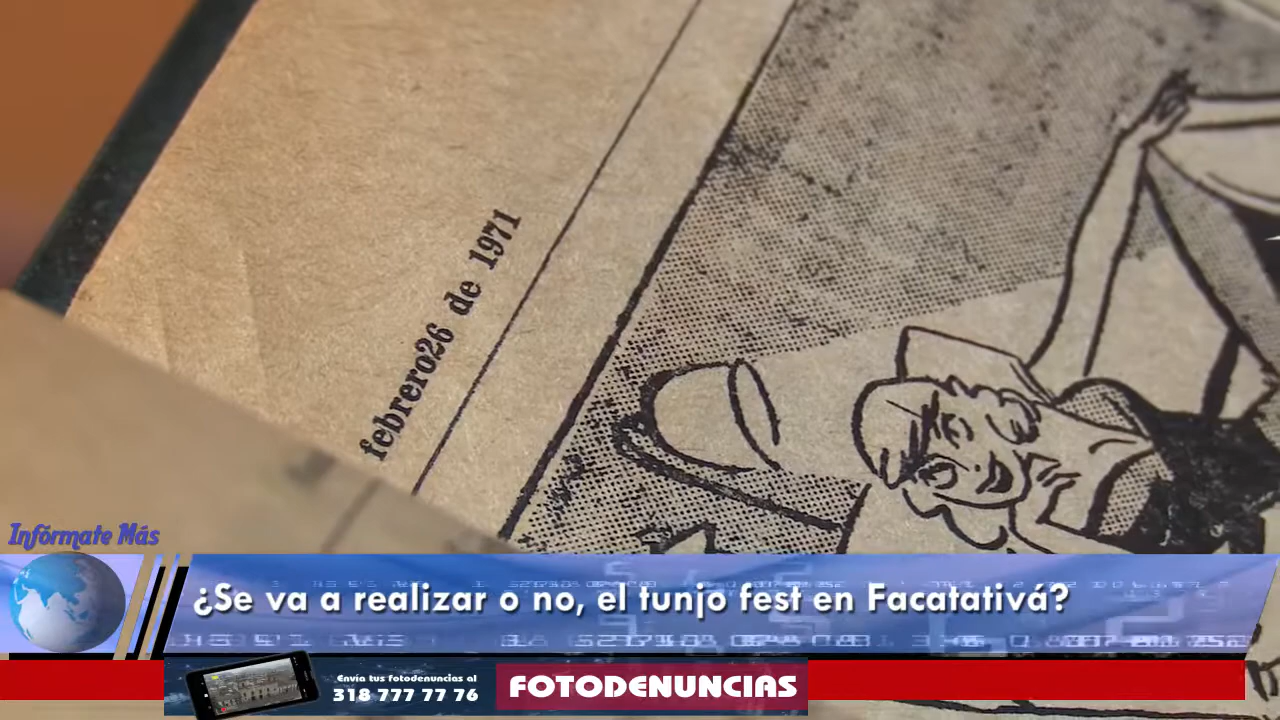 febrero26 de 1971
Infórmate Más
¿Se va a realizar o no, el tunjo fest en Facatativá?
Envía tus fotodenuncias al
318 777 77 76
FOTODENUNCIAS